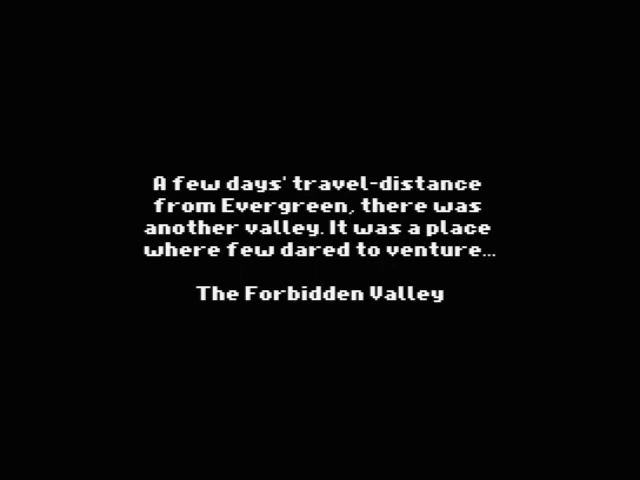 A few days' travel-distance
from Evergreen, there was
another valley. It was a place
where few dared to venture...
The Forbidden Valley